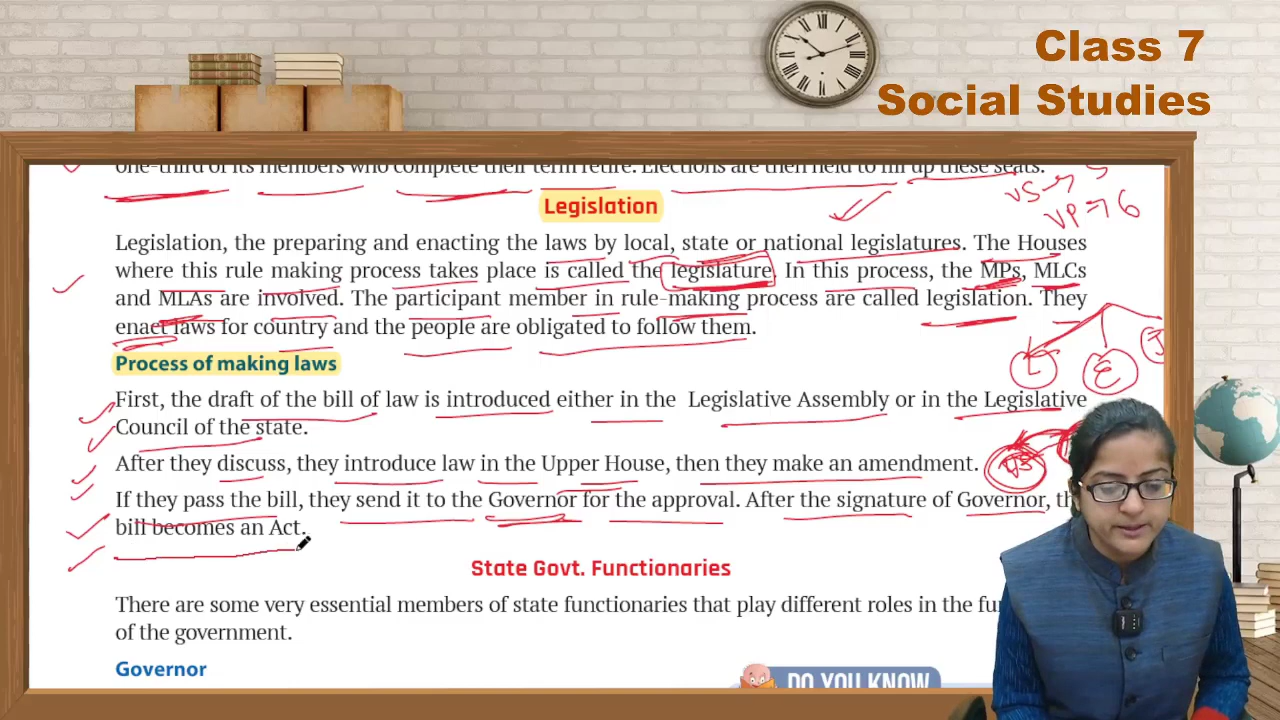 Class 7
Social Studies
one-third of its members who complete their term retire. Elections are then held to fill up these seats.
VS → 5
VP → 6
Legislation
Legislation, the preparing and enacting the laws by local, state or national legislatures. The Houses
where this rule making process takes place is called the legislature. In this process, the MPs, MLCs
and MLAs are involved. The participant member in rule-making process are called legislation. They
enact laws for country and the people are obligated to follow them.
L E J
Process of making laws
First, the draft of the bill of law is introduced either in the Legislative Assembly or in the Legislative
Council of the state.
After they discuss, they introduce law in the Upper House, then they make an amendment.
If they pass the bill, they send it to the Governor for the approval. After the signature of Governor, th
bill becomes an Act.
State Govt. Functionaries
There are some very essential members of state functionaries that play different roles in the fu
of the government.
Governor
DO YOU KNOW